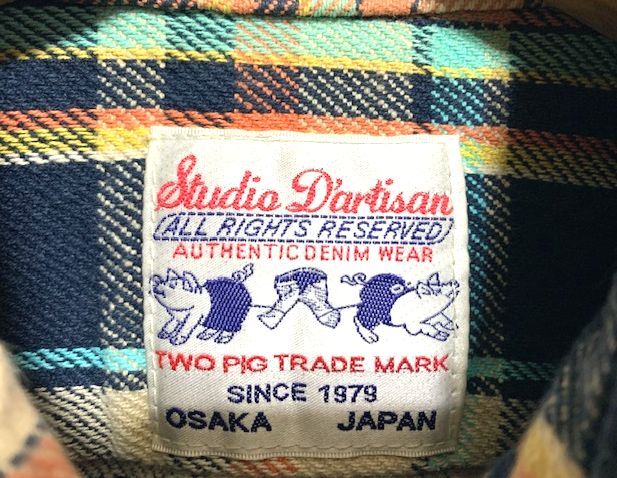 Studio D'artisan
(ALL RIGHTS RESERVED)
AUTHENTIC DENIM WEAR
TWO PIG TRADE MARK
SINCE 1979
OSAKA JAPAN